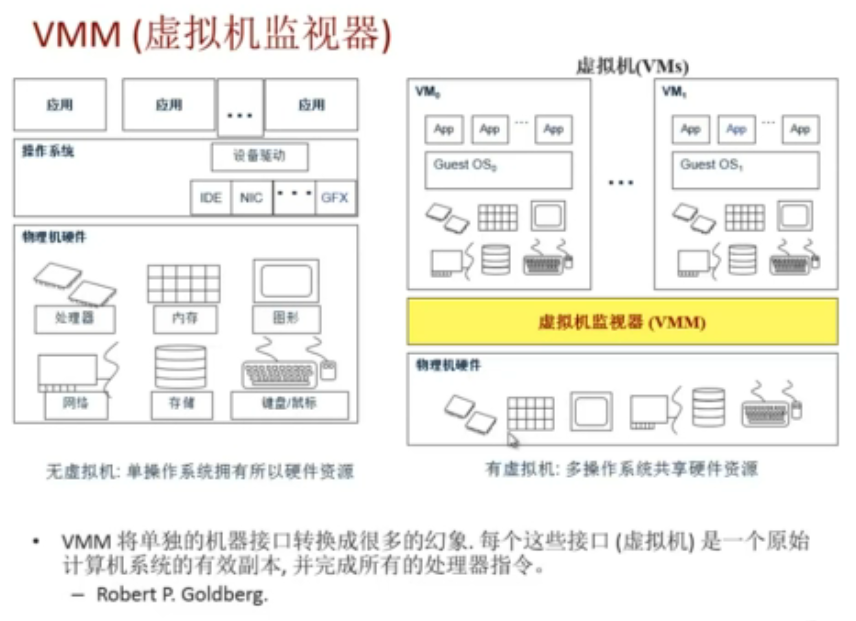 VMM (虚拟机监视器)
应用 应用 ... 应用
操作系统
设备驱动
IDE NIC ... GFX
物理机硬件
处理器 内存 图形
网络 存储 键盘/鼠标
无虚拟机: 单操作系统拥有所以硬件资源
虚拟机(VMs)
VM₀
App App ... App
Guest OS₀
...
VM₁
App App ... App
Guest OS₁
虚拟机监视器 (VMM)
物理机硬件
有虚拟机: 多操作系统共享硬件资源
• VMM 将单独的机器接口转换成很多的幻象. 每个这些接口 (虚拟机) 是一个原始
计算机系统的有效副本, 并完成所有的处理器指令。
– Robert P. Goldberg.